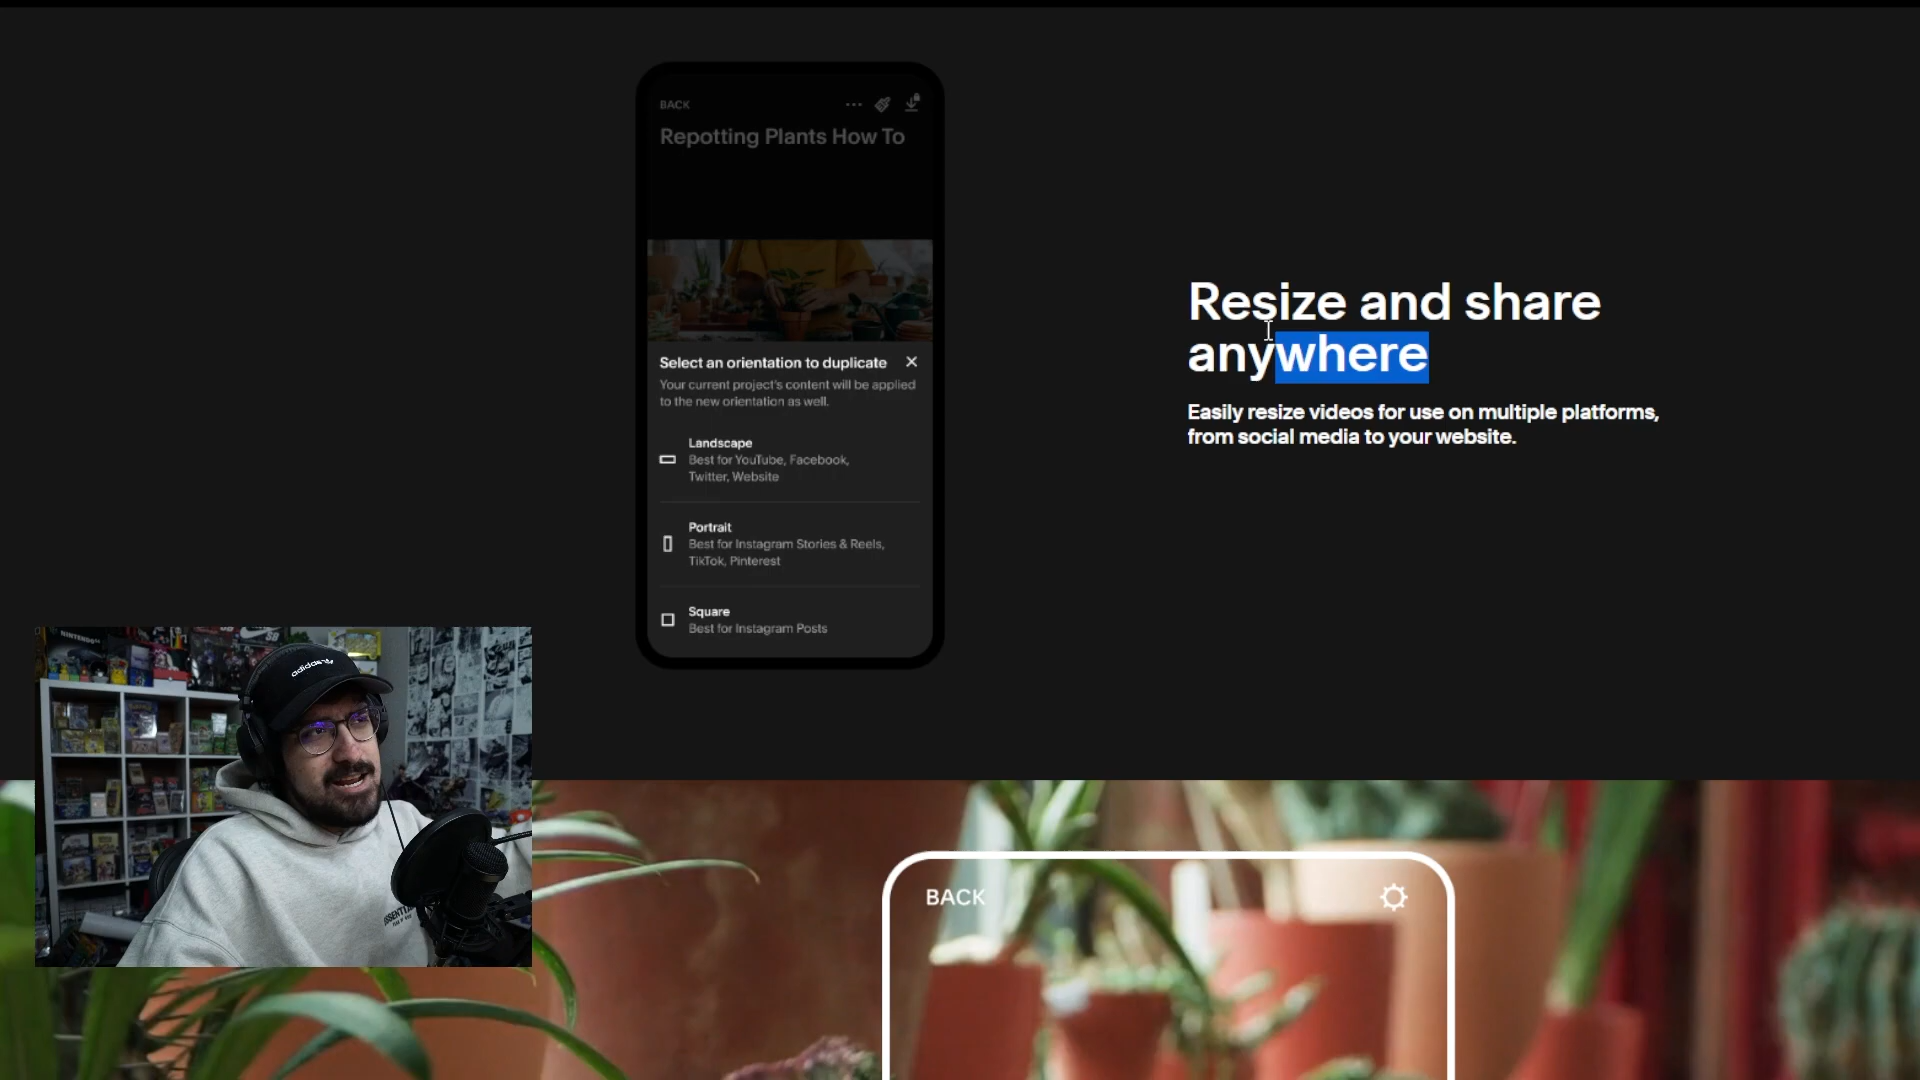 BACK
Repotting Plants How To
Select an orientation to duplicate
Your current project's content will be applied
to the new orientation as well.
Landscape
Best for YouTube, Facebook,
Twitter, Website
Portrait
Best for Instagram Stories & Reels,
TikTok, Pinterest
Square
Best for Instagram Posts
Resize and share
anywhere
Easily resize videos for use on multiple platforms,
from social media to your website.
NINTENDO
SB
adidas
BACK